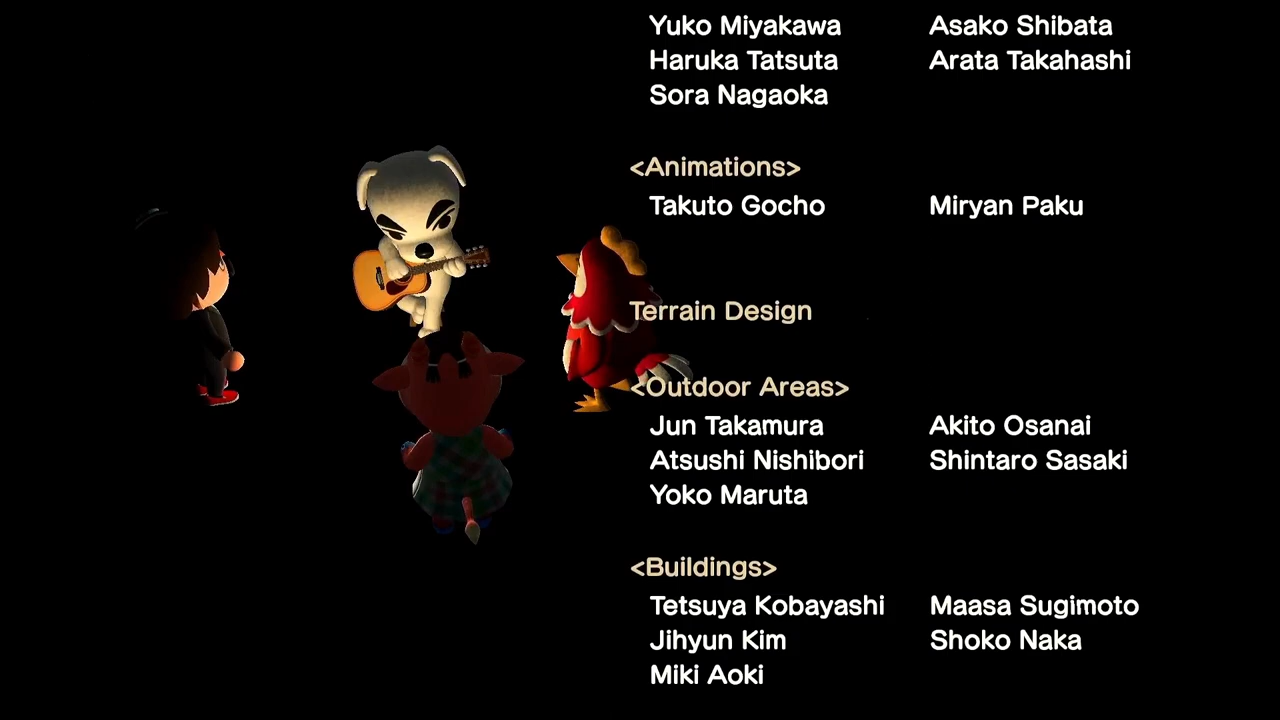 Yuko Miyakawa Asako Shibata
Haruka Tatsuta Arata Takahashi
Sora Nagaoka
<Animations>
Takuto Gocho Miryan Paku
Terrain Design
<Outdoor Areas>
Jun Takamura Akito Osanai
Atsushi Nishibori Shintaro Sasaki
Yoko Maruta
<Buildings>
Tetsuya Kobayashi Maasa Sugimoto
Jihyun Kim Shoko Naka
Miki Aoki